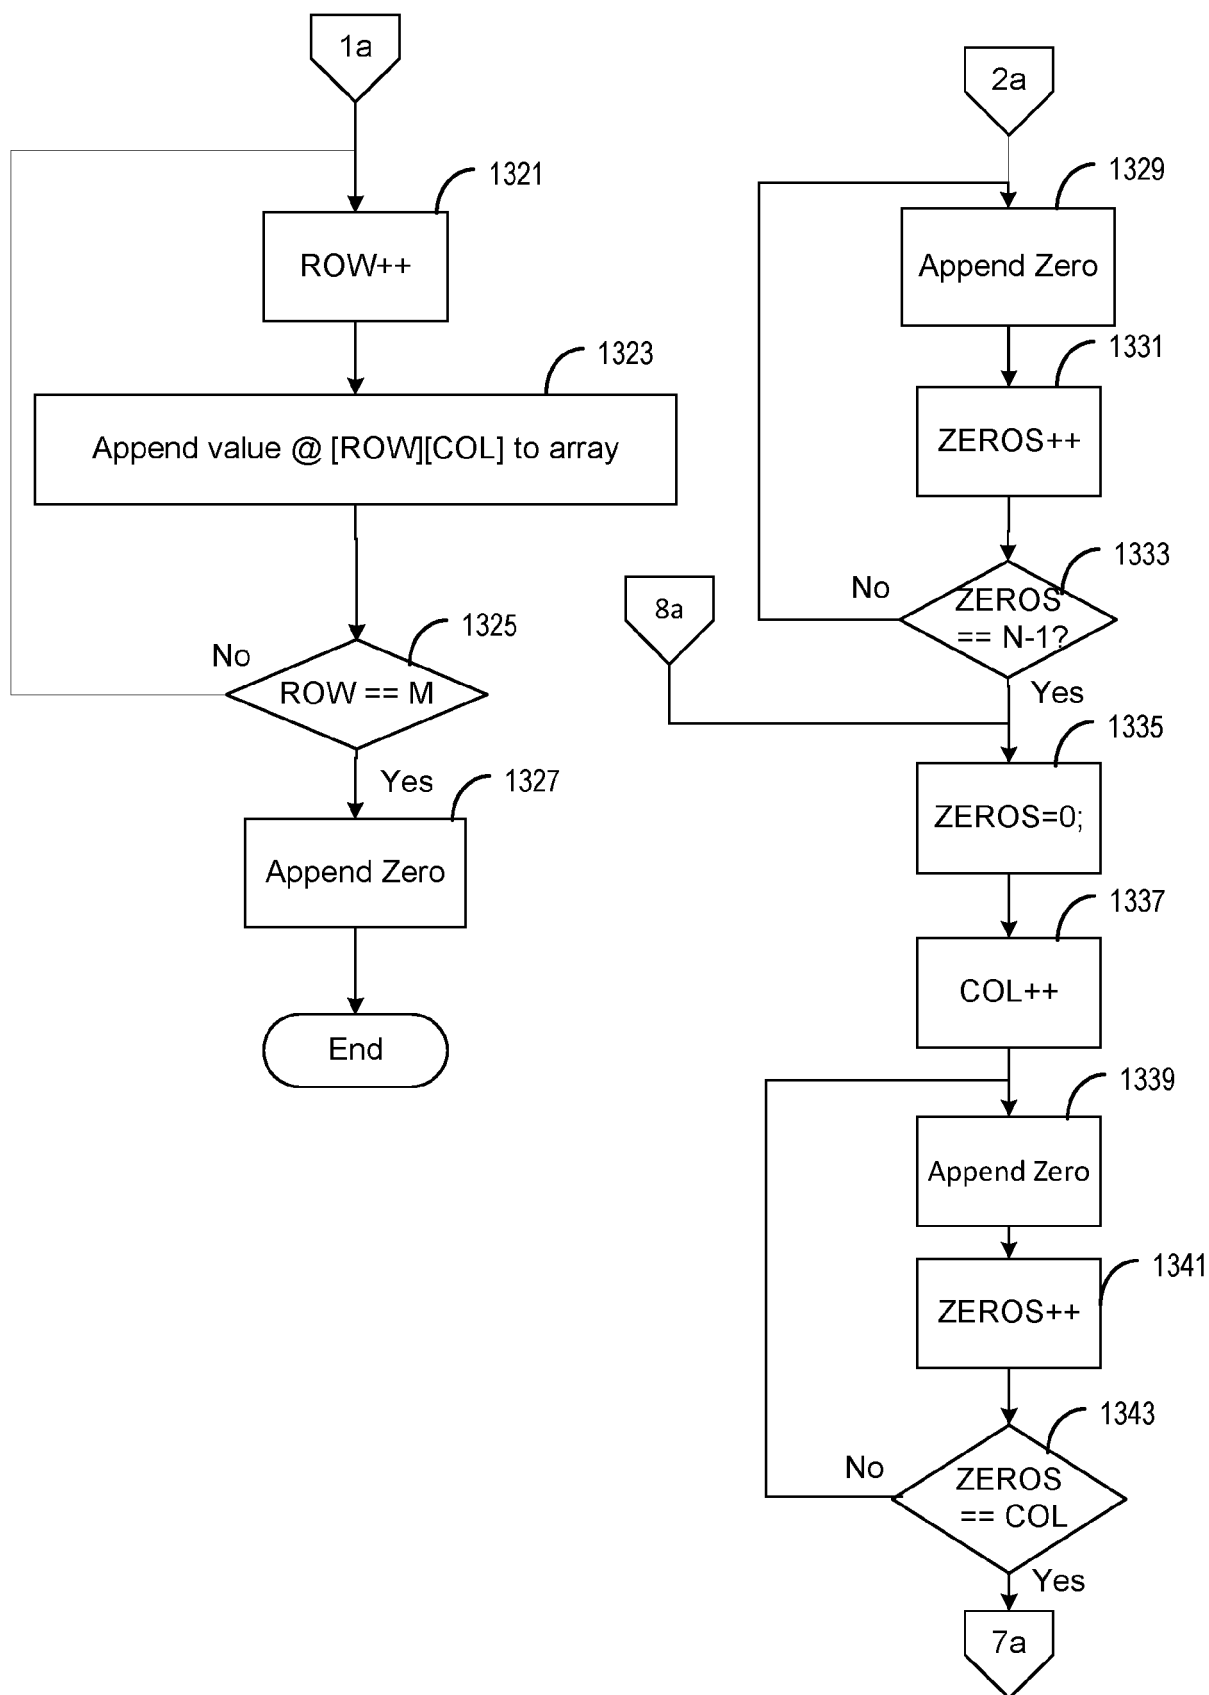 1a
1321
ROW++
1323
Append value @ [ROW][COL] to array
1325
No
ROW == M
Yes
1327
Append Zero
End
2a
1329
Append Zero
1331
ZEROS++
1333
No
ZEROS
== N-1?
8a
Yes
1335
ZEROS=0;
1337
COL++
1339
Append Zero
1341
ZEROS++
1343
No
ZEROS
== COL
Yes
7a